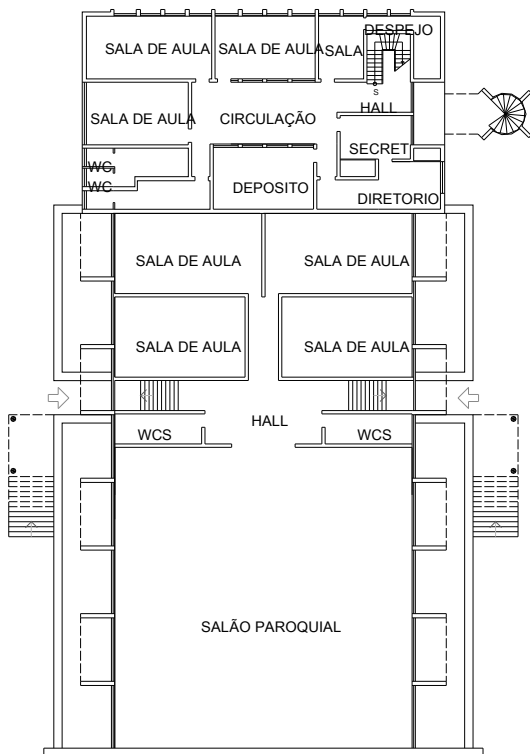 DESPEJO
SALA DE AULA
SALA DE AULA
SALA
S
HALL
SALA DE AULA
CIRCULAÇÃO
SECRET
WC
WC
DEPOSITO
DIRETORIO
SALA DE AULA
SALA DE AULA
SALA DE AULA
SALA DE AULA
HALL
WCS
WCS
SALÃO PAROQUIAL